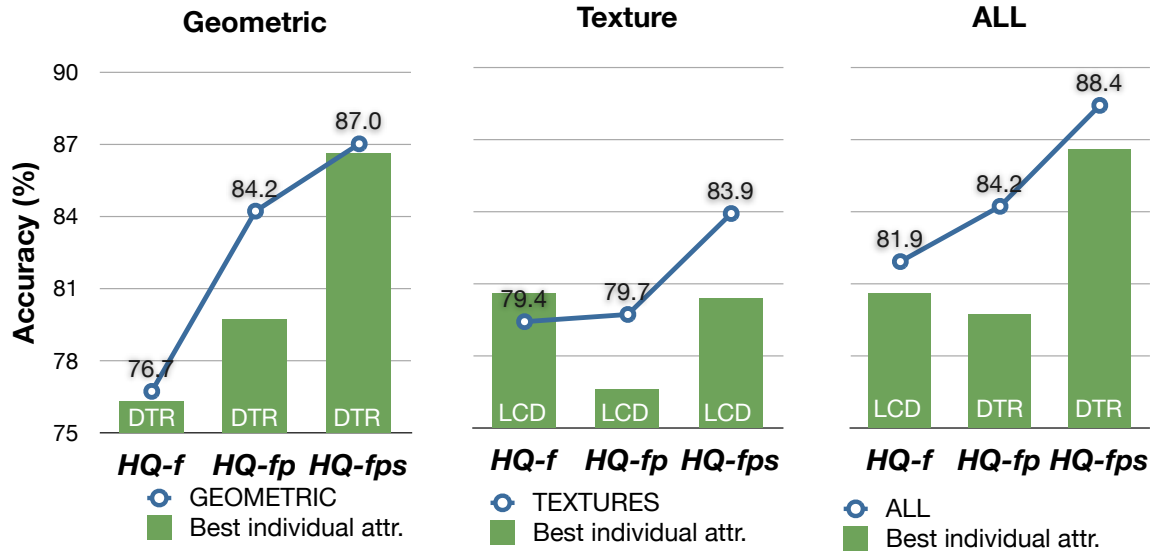 Geometric
Texture
ALL
Accuracy (%)
90
87
84
81
78
75
76.7
84.2
87.0
DTR
DTR
DTR
HQ-f
HQ-fp
HQ-fps
GEOMETRIC
Best individual attr.
79.4
79.7
83.9
LCD
LCD
LCD
HQ-f
HQ-fp
HQ-fps
TEXTURES
Best individual attr.
81.9
84.2
88.4
LCD
DTR
DTR
HQ-f
HQ-fp
HQ-fps
ALL
Best individual attr.